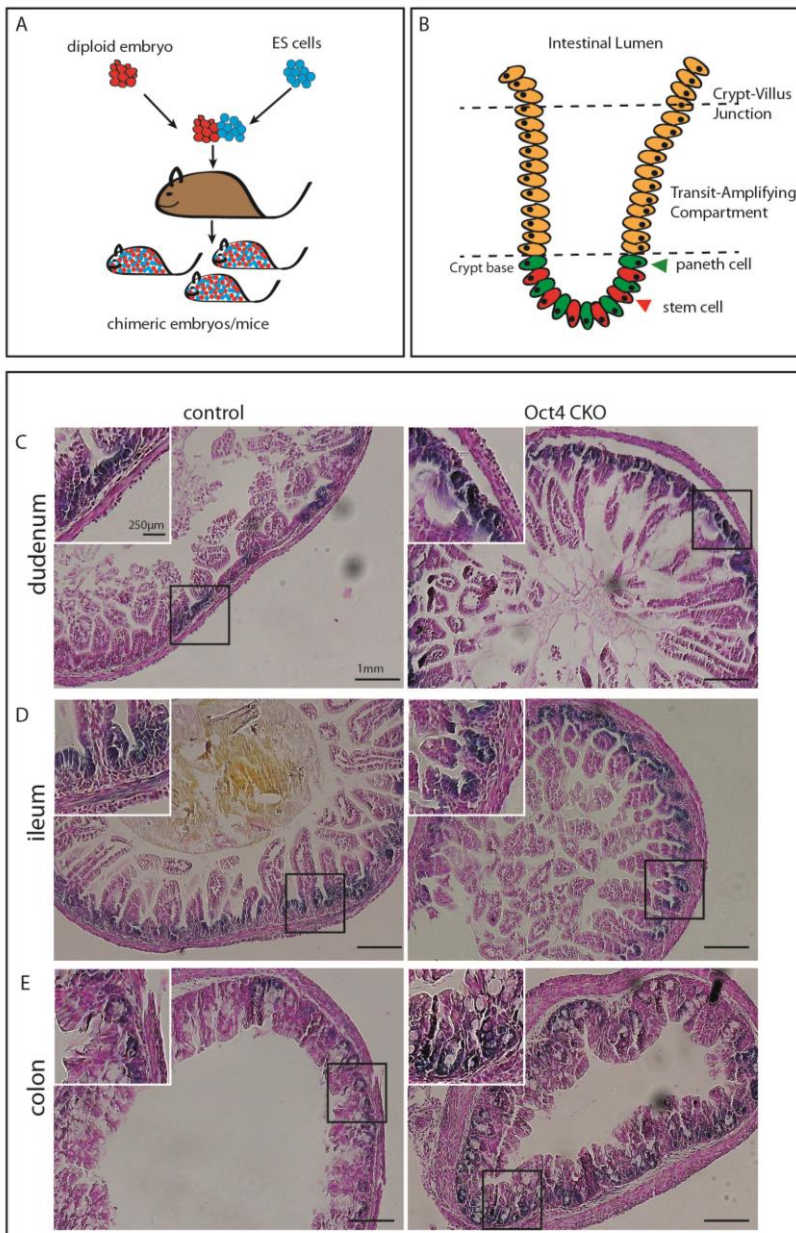 A
diploid embryo
ES cells
chimeric embryos/mice
B
Intestinal Lumen
Crypt-Villus
Junction
Transit-Amplifying
Compartment
Crypt base
paneth cell
stem cell
control
Oct4 CKO
C
dudenum
250µm
1mm
D
ileum
E
colon